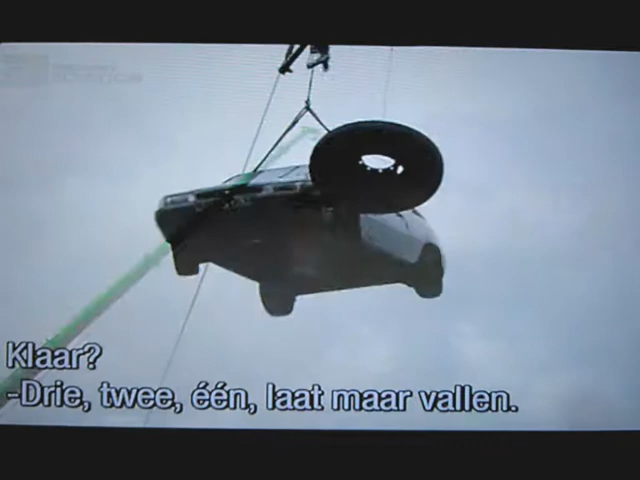 Klaar?
-Drie, twee, één, laat maar vallen.